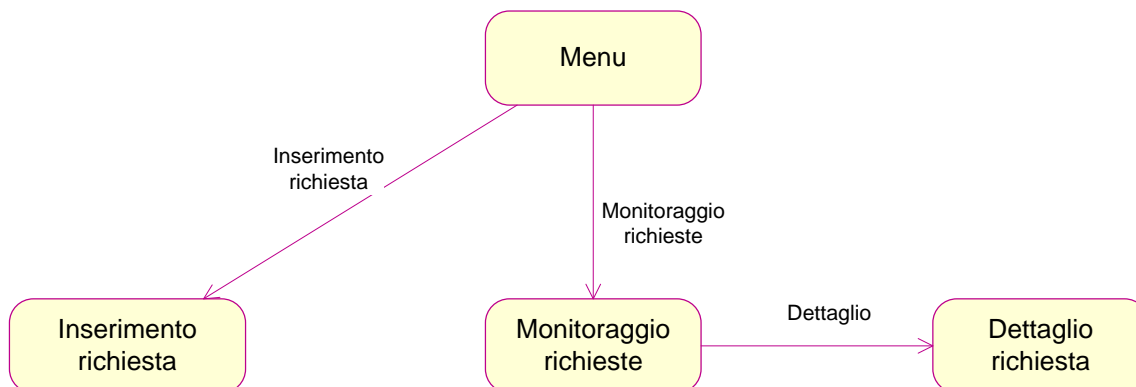 Menu
Inserimento
richiesta
Monitoraggio
richieste
Inserimento
richiesta
Monitoraggio
richieste
Dettaglio
Dettaglio
richiesta